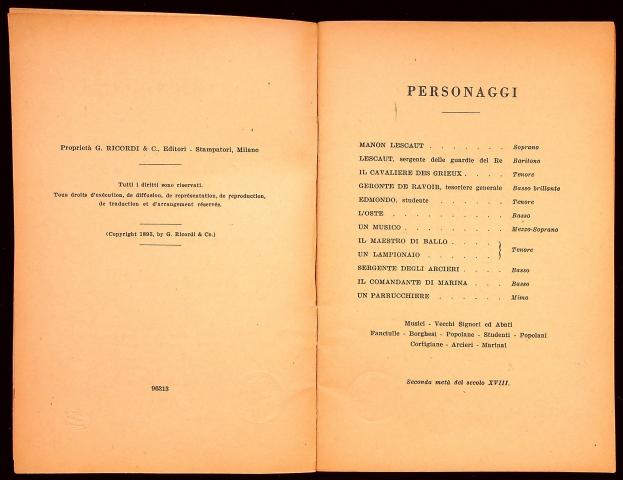 Proprietà G. RICORDI & C., Editori - Stampatori, Milano
Tutti i diritti sono riservati.
Tous droits d'exécution, de diffusion, de représentation, de reproduction,
de traduction et d'arrangement réservés.
(Copyright 1893, by G. Ricordi & Co.)
96313
PERSONAGGI
MANON LESCAUT . . . . . . . Soprano
LESCAUT, sergente delle guardie del Re Baritono
IL CAVALIERE DES GRIEUX . . . . Tenore
GERONTE DE RAVOIR, tesoriere generale Basso brillante
EDMONDO, studente . . . . . . Tenore
L'OSTE . . . . . . . . . Basso
UN MUSICO . . . . . . . . Mezzo-Soprano
IL MAESTRO DI BALLO . . . . }
Tenore
UN LAMPIONAIO . . . . . }
SERGENTE DEGLI ARCIERI . . . . Basso
IL COMANDANTE DI MARINA . . . Basso
UN PARRUCCHIERE . . . . . . Mimo
Musici - Vecchi Signori ed Abati
Fanciulle - Borghesi - Popolane - Studenti - Popolani
Cortigiane - Arcieri - Marinai
Seconda metà del secolo XVIII.